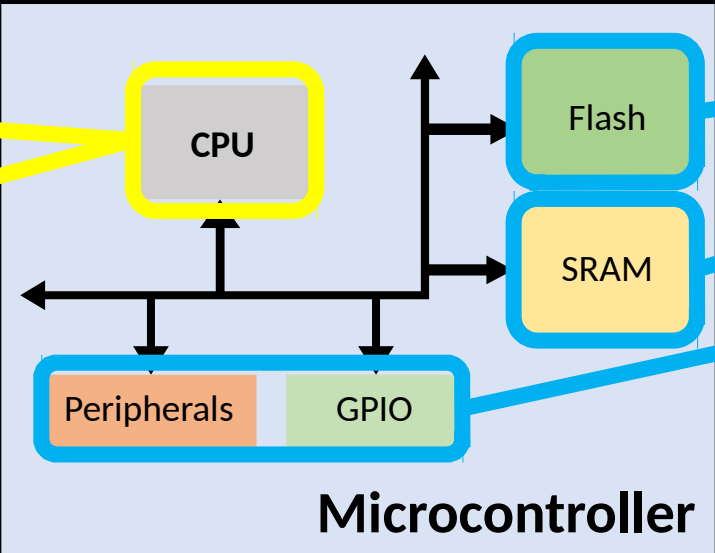 CPU
Flash
SRAM
Peripherals
GPIO
Microcontroller